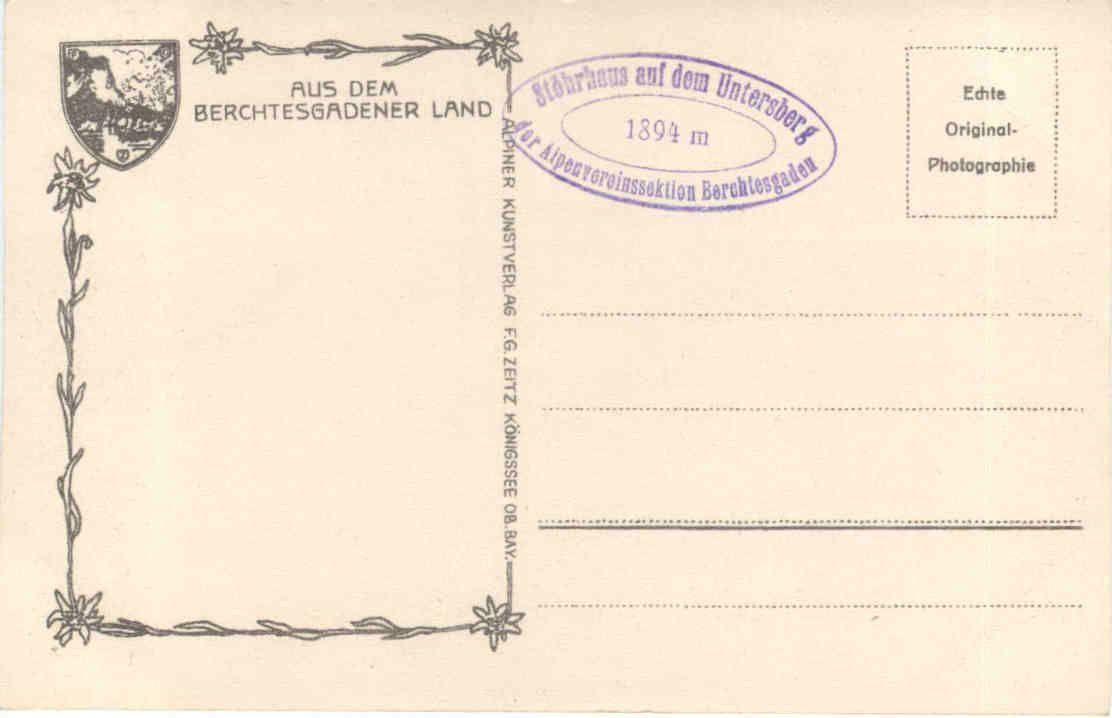 AUS DEM
BERCHTESGADENER LAND
ALPINER KUNSTVERLAG F.G. ZEITZ KÖNIGSSEE OB. BAY.
Stöhrhaus auf dem Untersberg
1894 m
der Alpenvereinssektion Berchtesgaden
Echte
Original-
Photographie